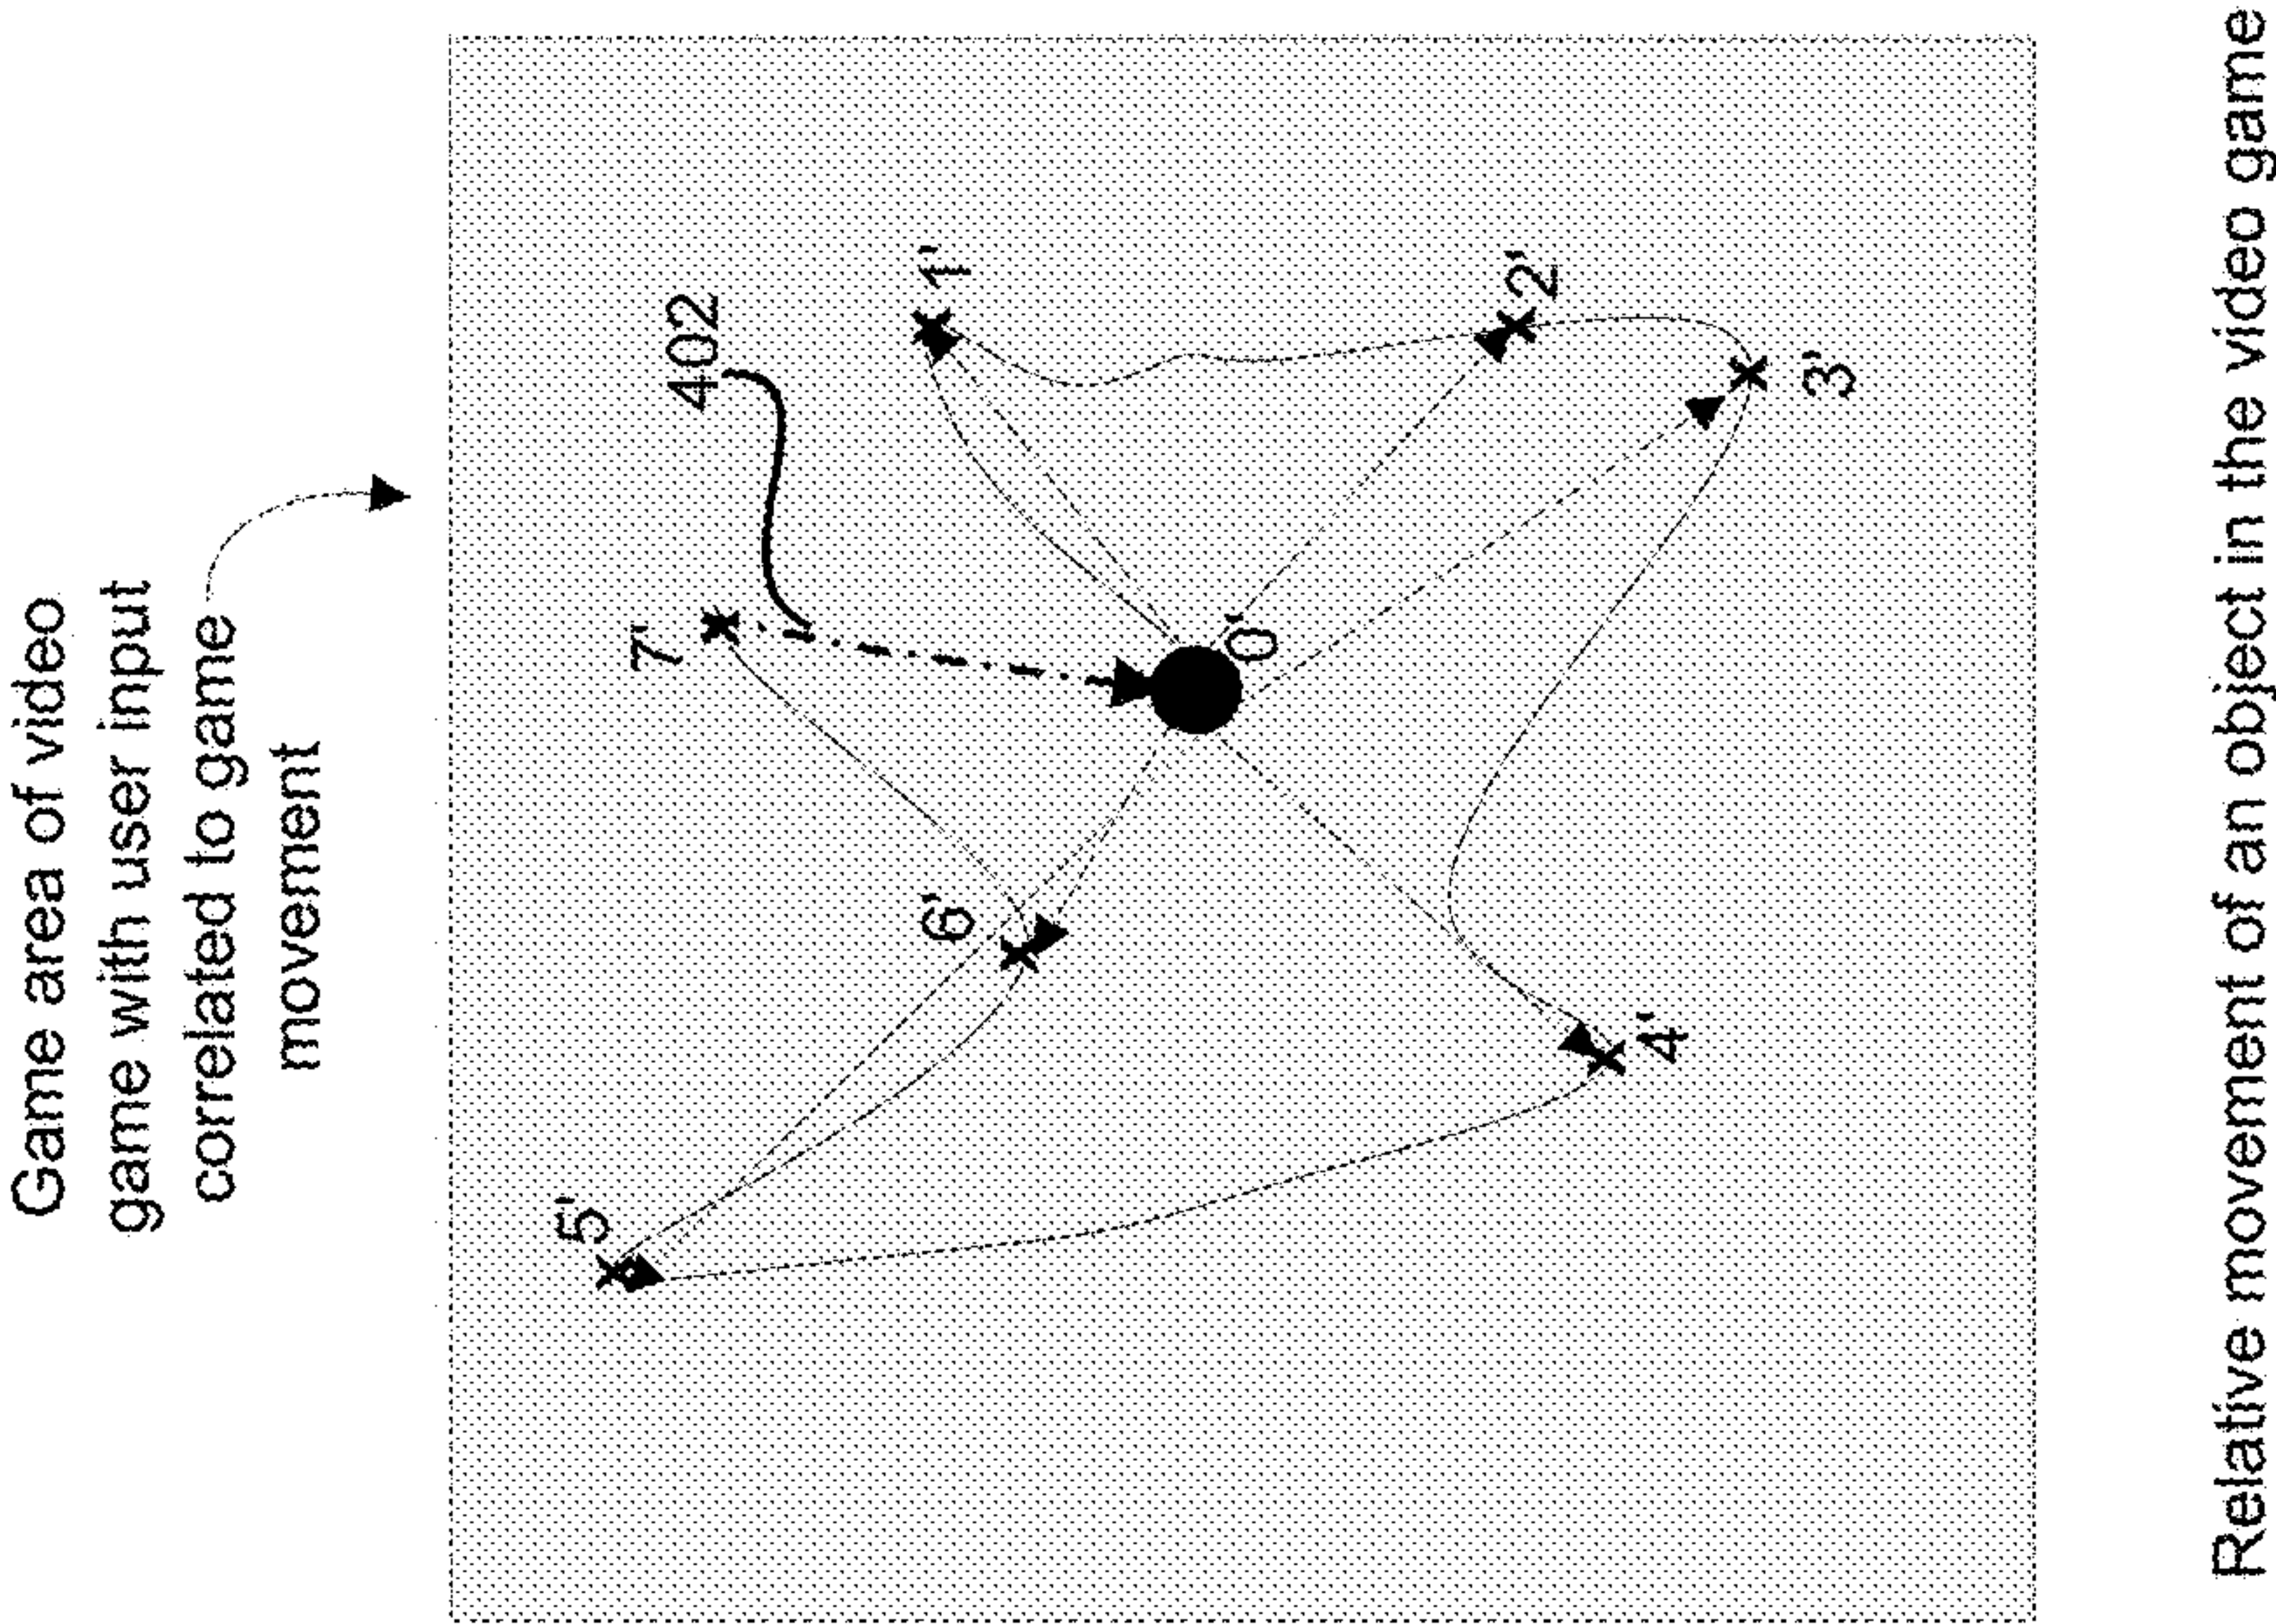 Game area of video
game with user input
correlated to game
movement
402
1'
2'
3'
7'
0'
6'
4'
5'
Relative movement of an object in the video game